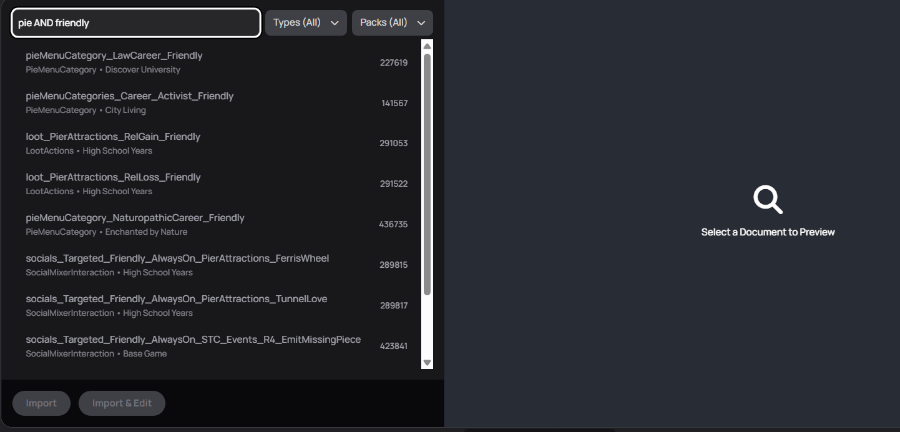 pie AND friendly
Types (All)
Packs (All)
pieMenuCategory_LawCareer_Friendly
227619
PieMenuCategory • Discover University
pieMenuCategories_Career_Activist_Friendly
141567
PieMenuCategory • City Living
loot_PierAttractions_RelGain_Friendly
291053
LootActions • High School Years
loot_PierAttractions_RelLoss_Friendly
291522
LootActions • High School Years
pieMenuCategory_NaturopathicCareer_Friendly
436735
PieMenuCategory • Enchanted by Nature
socials_Targeted_Friendly_AlwaysOn_PierAttractions_FerrisWheel
289815
SocialMixerInteraction • High School Years
socials_Targeted_Friendly_AlwaysOn_PierAttractions_TunnelLove
289817
SocialMixerInteraction • High School Years
socials_Targeted_Friendly_AlwaysOn_STC_Events_R4_EmitMissingPiece
423841
SocialMixerInteraction • Base Game
Import
Import & Edit
Select a Document to Preview